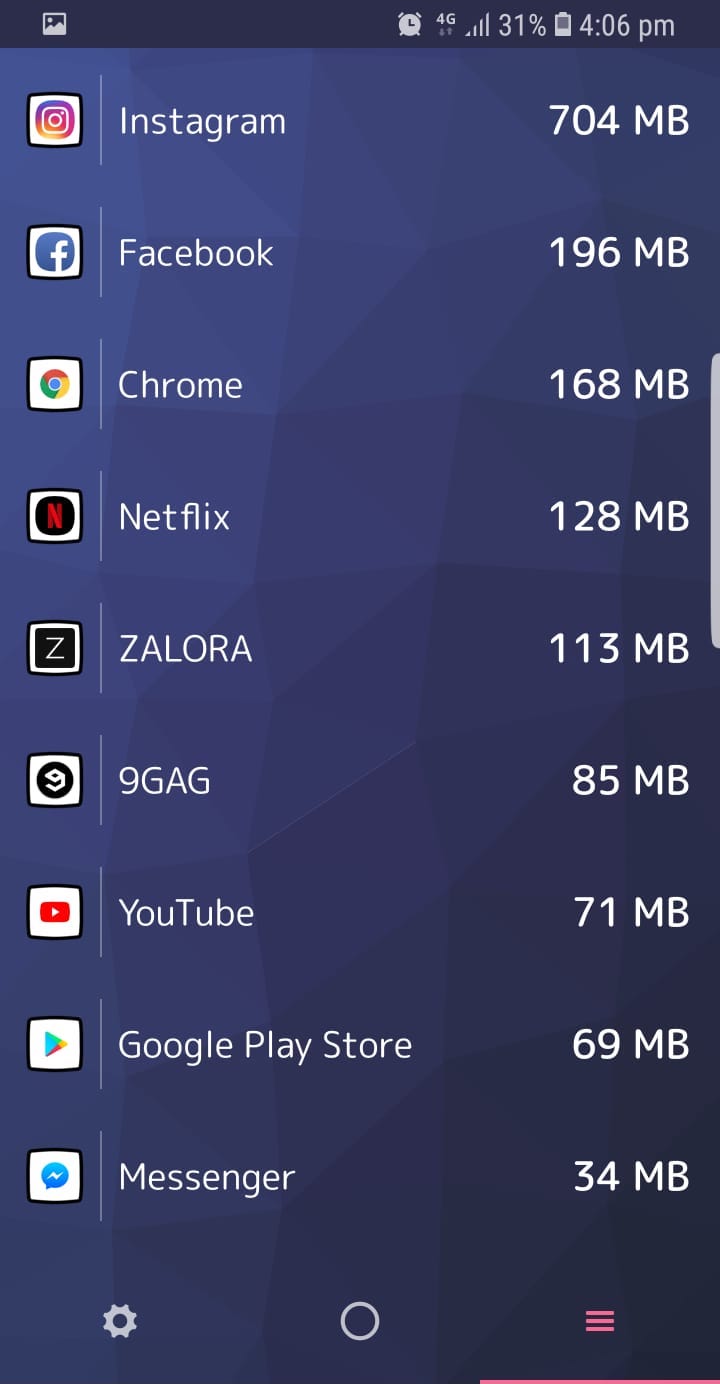 4G 31% 4:06 pm
Instagram 704 MB
Facebook 196 MB
Chrome 168 MB
N
Netflix 128 MB
Z
ZALORA 113 MB
9GAG 85 MB
YouTube 71 MB
Google Play Store 69 MB
Messenger 34 MB